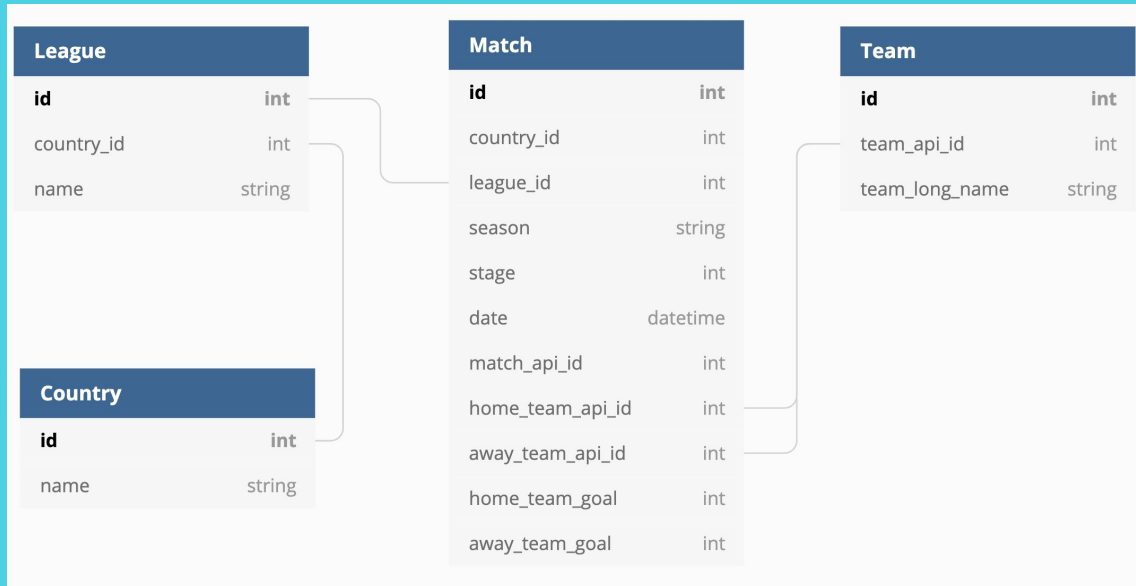 League
id int
country_id int
name string
Country
id int
name string
Match
id int
country_id int
league_id int
season string
stage int
date datetime
match_api_id int
home_team_api_id int
away_team_api_id int
home_team_goal int
away_team_goal int
Team
id int
team_api_id int
team_long_name string